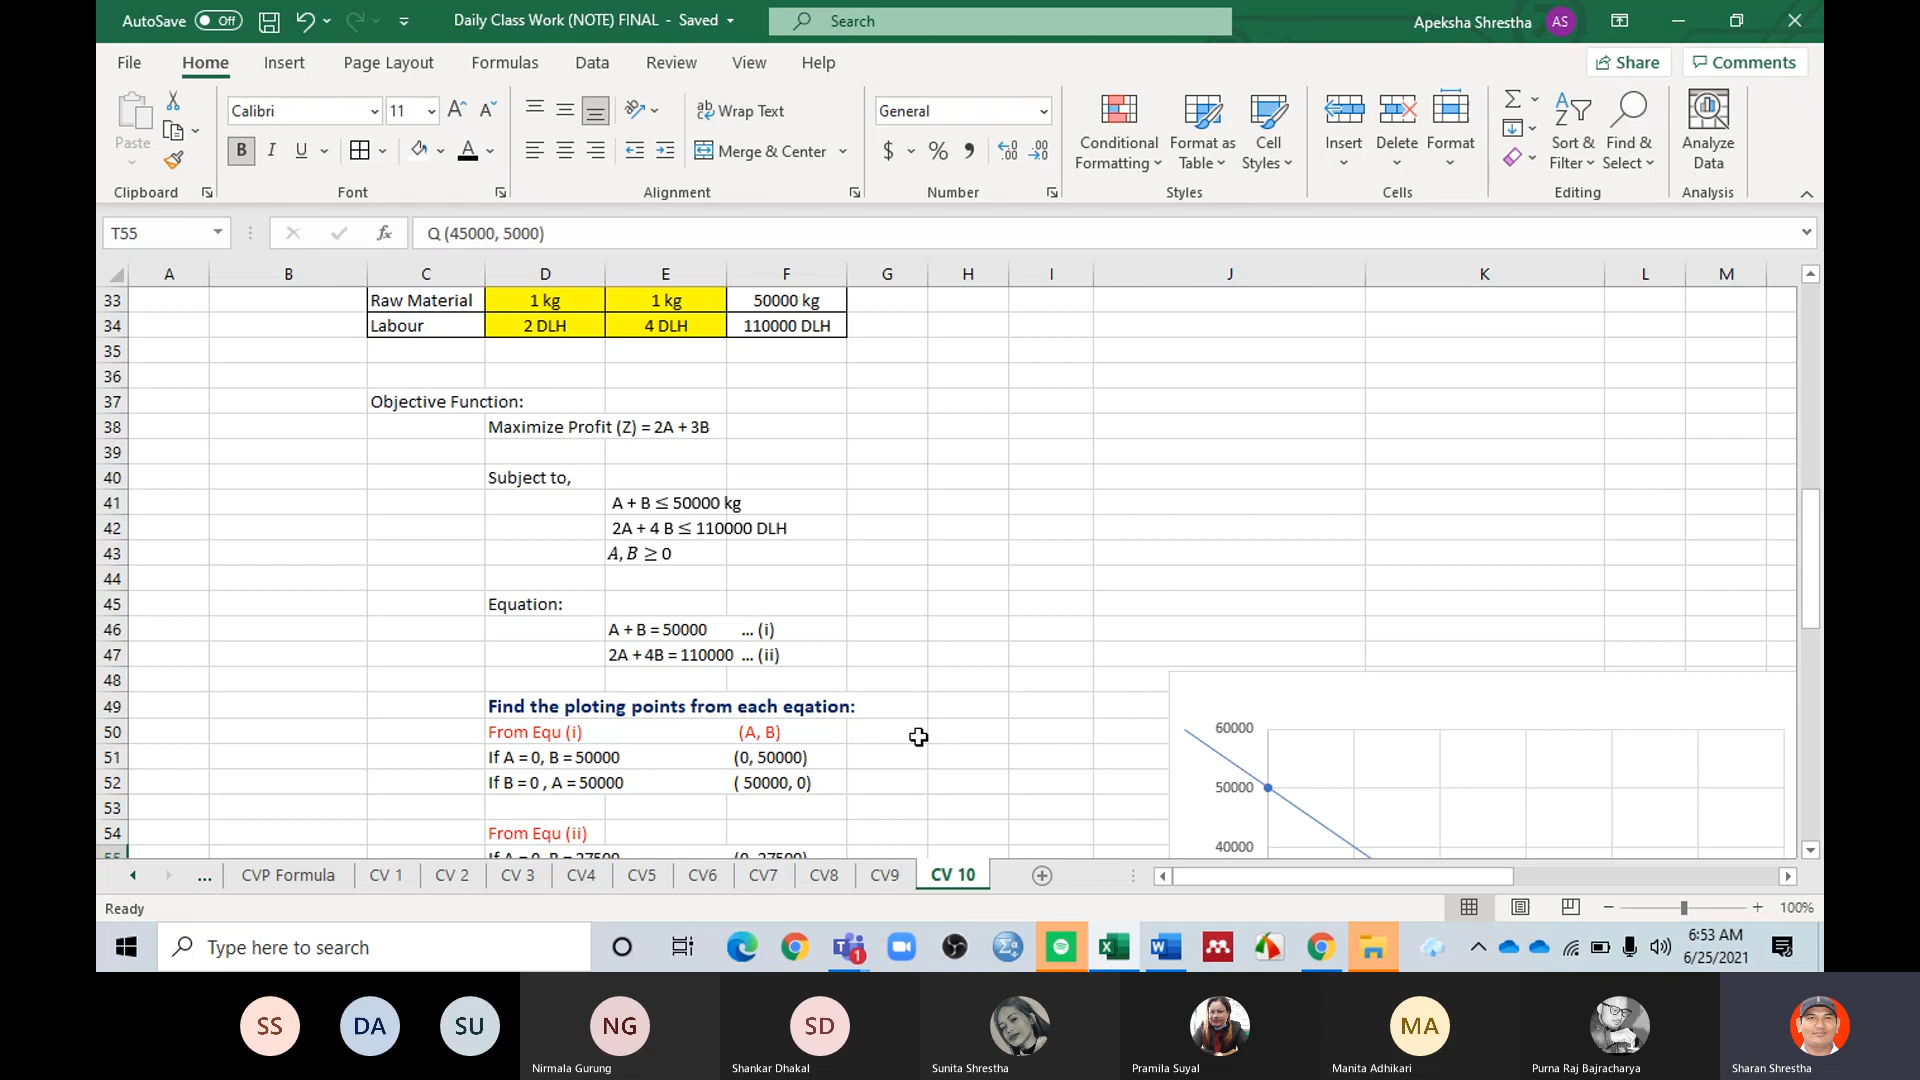 AutoSave Off Daily Class Work (NOTE) FINAL - Saved Search Apeksha Shrestha AS
File Home Insert Page Layout Formulas Data Review View Help Share Comments
Paste Calibri 11 Wrap Text General Conditional Formatting Format as Table Cell Styles Insert Delete Format Sort & Filter Find & Select Analyze Data
B I U Merge & Center $ %
Clipboard Font Alignment Number Styles Cells Editing Analysis
T55 fx Q (45000, 5000)
A B C D E F G H I J K L M
33 Raw Material 1 kg 1 kg 50000 kg
34 Labour 2 DLH 4 DLH 110000 DLH
35
36
37 Objective Function:
38 Maximize Profit (Z) = 2A + 3B
39
40 Subject to,
41 A + B ≤ 50000 kg
42 2A + 4 B ≤ 110000 DLH
43 A, B ≥ 0
44
45 Equation:
46 A + B = 50000 ... (i)
47 2A + 4B = 110000 ... (ii)
48
49 Find the ploting points from each eqation:
50 From Equ (i) (A, B)
60000
51 If A = 0, B = 50000 (0, 50000)
52 If B = 0 , A = 50000 ( 50000, 0)
50000
53
54 From Equ (ii)
40000
55 If A = 0, B = 27500 (0, 27500)
... CVP Formula CV 1 CV 2 CV 3 CV4 CV5 CV6 CV7 CV8 CV9 CV 10
Ready 100%
Type here to search 1 6:53 AM
6/25/2021
SS DA SU NG SD MA
Nirmala Gurung Shankar Dhakal Sunita Shrestha Pramila Suyal Manita Adhikari Purna Raj Bajracharya Sharan Shrestha